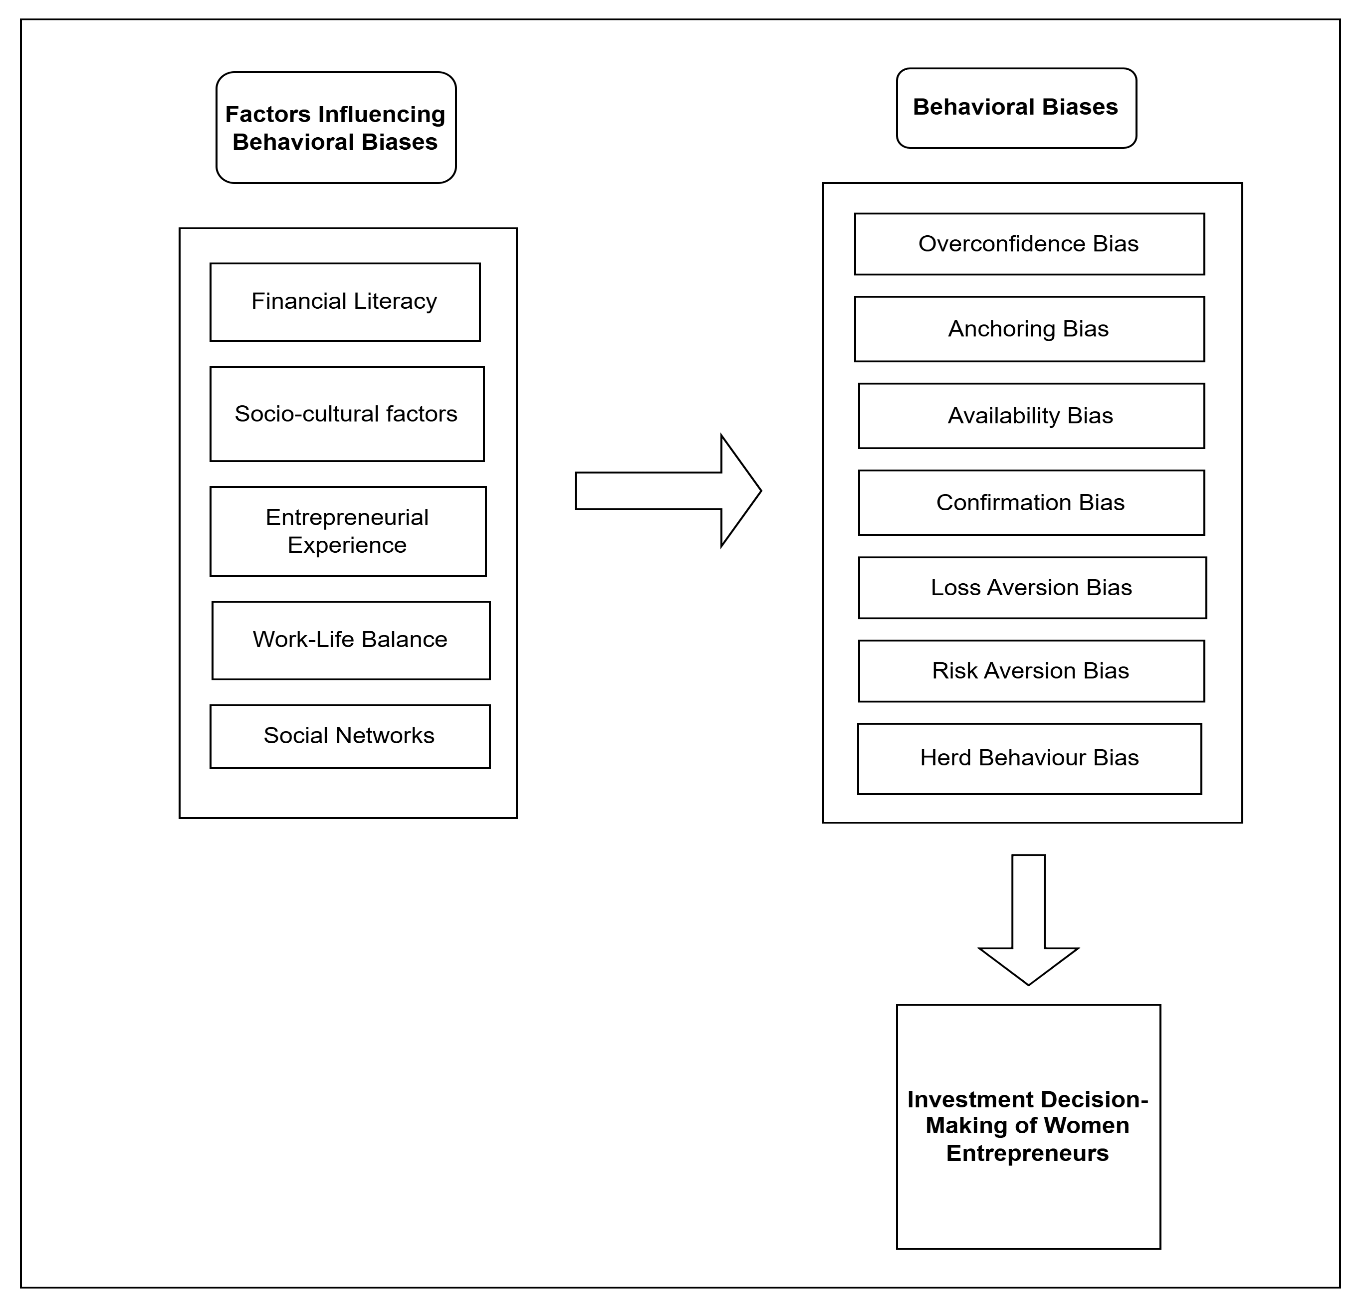 Factors Influencing
Behavioral Biases
Financial Literacy
Socio-cultural factors
Entrepreneurial
Experience
Work-Life Balance
Social Networks
Behavioral Biases
Overconfidence Bias
Anchoring Bias
Availability Bias
Confirmation Bias
Loss Aversion Bias
Risk Aversion Bias
Herd Behaviour Bias
Investment Decision-
Making of Women
Entrepreneurs